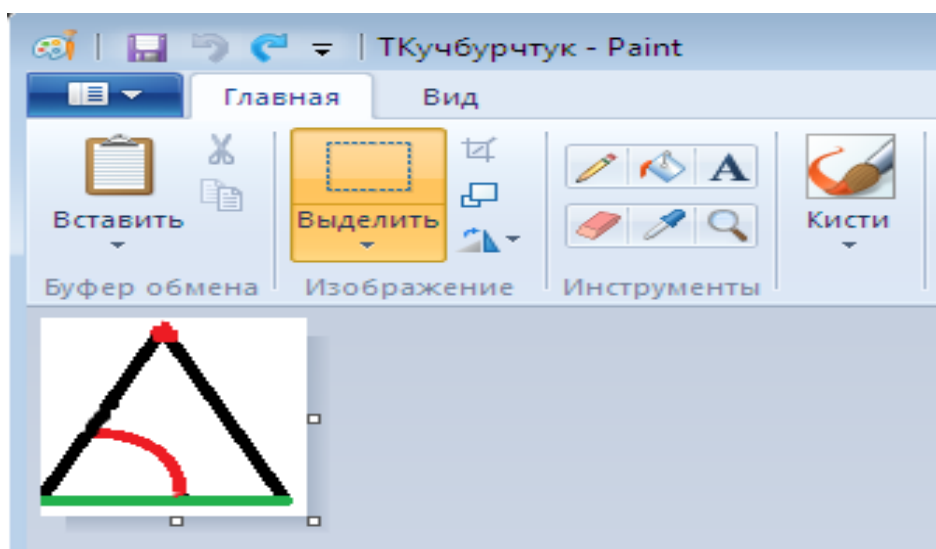 ТКучбурчтук - Paint
Главная Вид
Вставить Выделить Кисти
Буфер обмена Изображение Инструменты